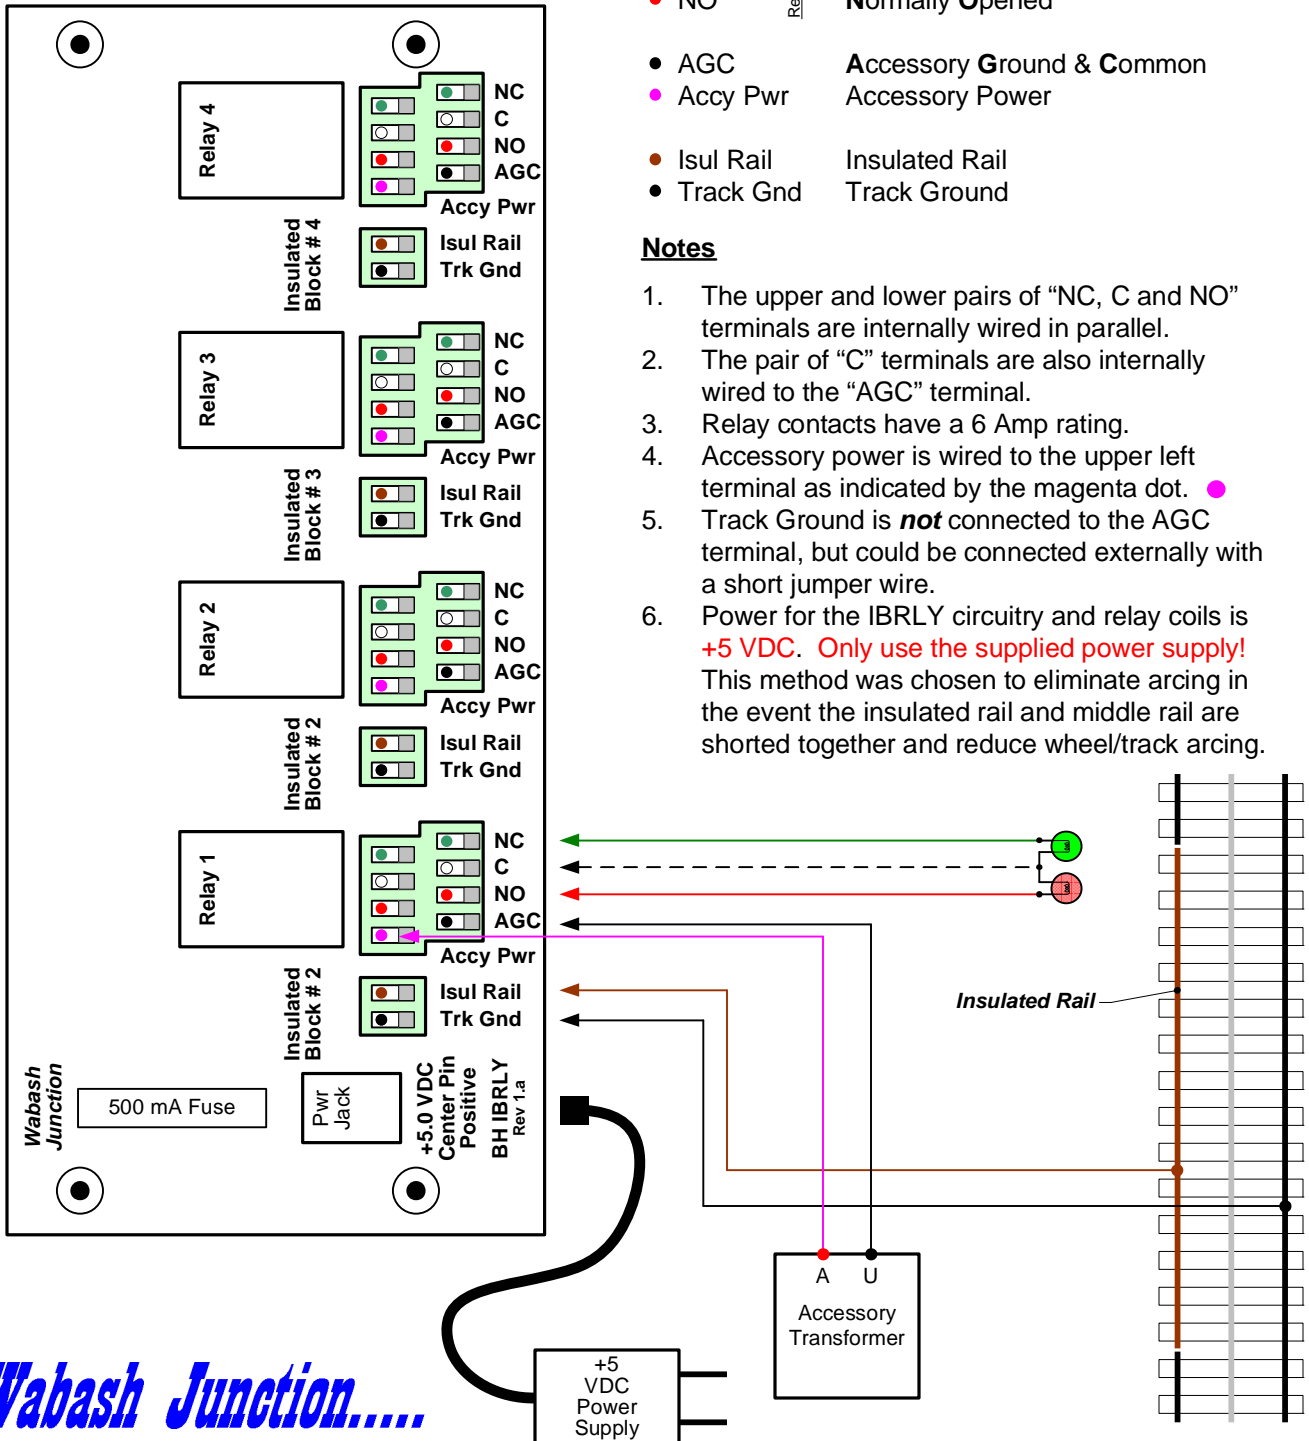 NO Normally Opened
Re
AGC Accessory Ground & Common
Accy Pwr Accessory Power
Isul Rail Insulated Rail
Track Gnd Track Ground
Notes
1. The upper and lower pairs of “NC, C and NO”
terminals are internally wired in parallel.
2. The pair of “C” terminals are also internally
wired to the “AGC” terminal.
3. Relay contacts have a 6 Amp rating.
4. Accessory power is wired to the upper left
terminal as indicated by the magenta dot.
5. Track Ground is not connected to the AGC
terminal, but could be connected externally with
a short jumper wire.
6. Power for the IBRLY circuitry and relay coils is
+5 VDC. Only use the supplied power supply!
This method was chosen to eliminate arcing in
the event the insulated rail and middle rail are
shorted together and reduce wheel/track arcing.
Relay 4
NC
C
NO
AGC
Accy Pwr
Insulated
Block # 4
Isul Rail
Trk Gnd
Relay 3
NC
C
NO
AGC
Accy Pwr
Insulated
Block # 3
Isul Rail
Trk Gnd
Relay 2
NC
C
NO
AGC
Accy Pwr
Insulated
Block # 2
Isul Rail
Trk Gnd
Relay 1
NC
C
NO
AGC
Accy Pwr
Insulated
Block # 2
Isul Rail
Trk Gnd
Insulated Rail
Wabash
Junction
500 mA Fuse
Pwr
Jack
+5.0 VDC
Center Pin
Positive
BH IBRLY
Rev 1.a
A U
Accessory
Transformer
+5
VDC
Power
Supply
Wabash Junction.....